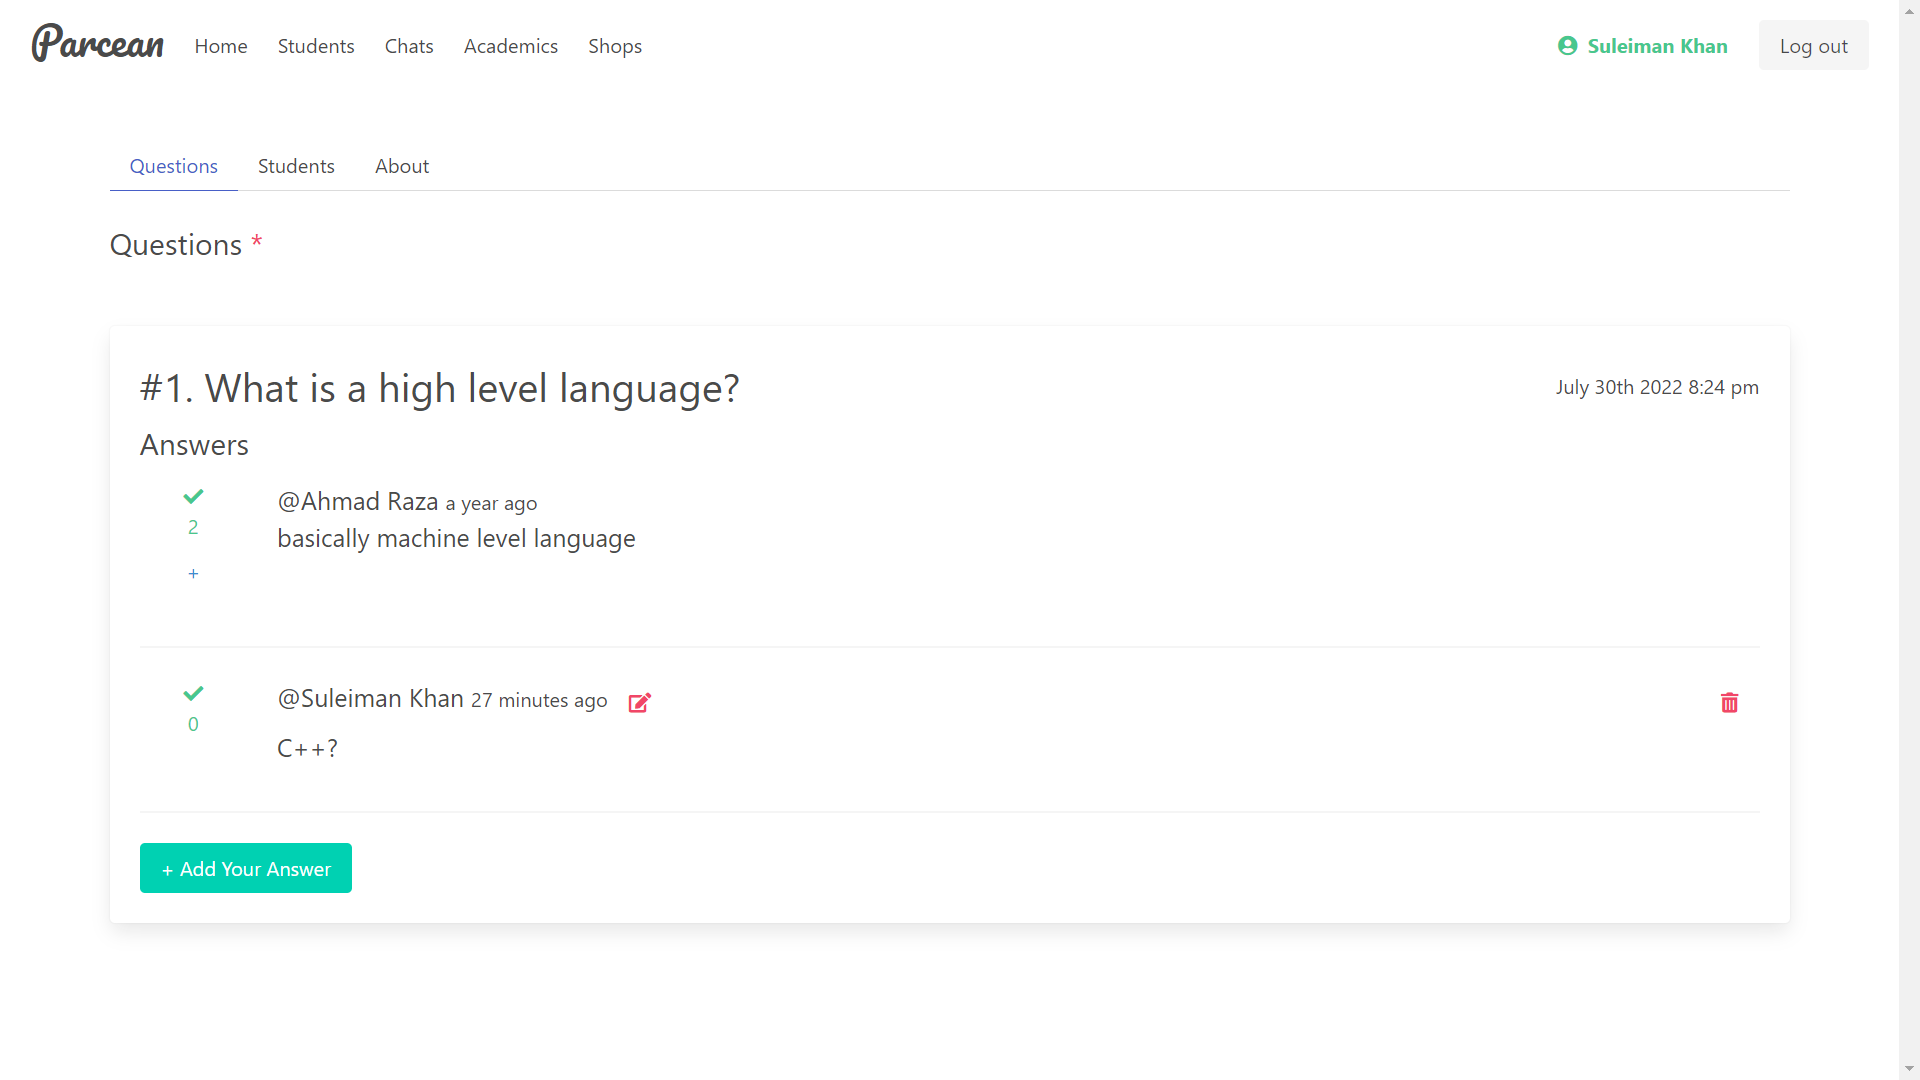 Parcean Home Students Chats Academics Shops Suleiman Khan Log out
Questions Students About
Questions *
#1. What is a high level language? July 30th 2022 8:24 pm
Answers
@Ahmad Raza a year ago
2
basically machine level language
+
@Suleiman Khan 27 minutes ago
0
C++?
+ Add Your Answer